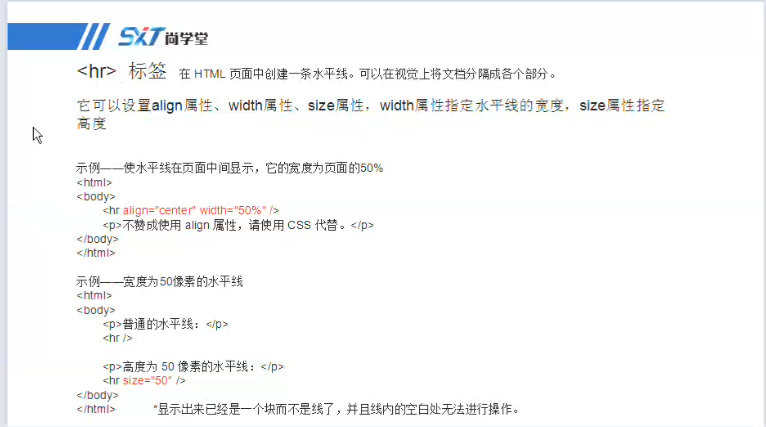 SXT尚学堂
<hr> 标签 在 HTML 页面中创建一条水平线。可以在视觉上将文档分隔成各个部分。
它可以设置align属性、width属性、size属性，width属性指定水平线的宽度，size属性指定
高度
示例——使水平线在页面中间显示，它的宽度为页面的50%
<html>
<body>
<hr align="center" width="50%" />
<p>不赞成使用 align 属性，请使用 CSS 代替。</p>
</body>
</html>
示例——宽度为50像素的水平线
<html>
<body>
<p>普通的水平线：</p>
<hr />
<p>高度为 50 像素的水平线：</p>
<hr size="50" />
</body>
</html> *显示出来已经是一个块而不是线了，并且线内的空白处无法进行操作。